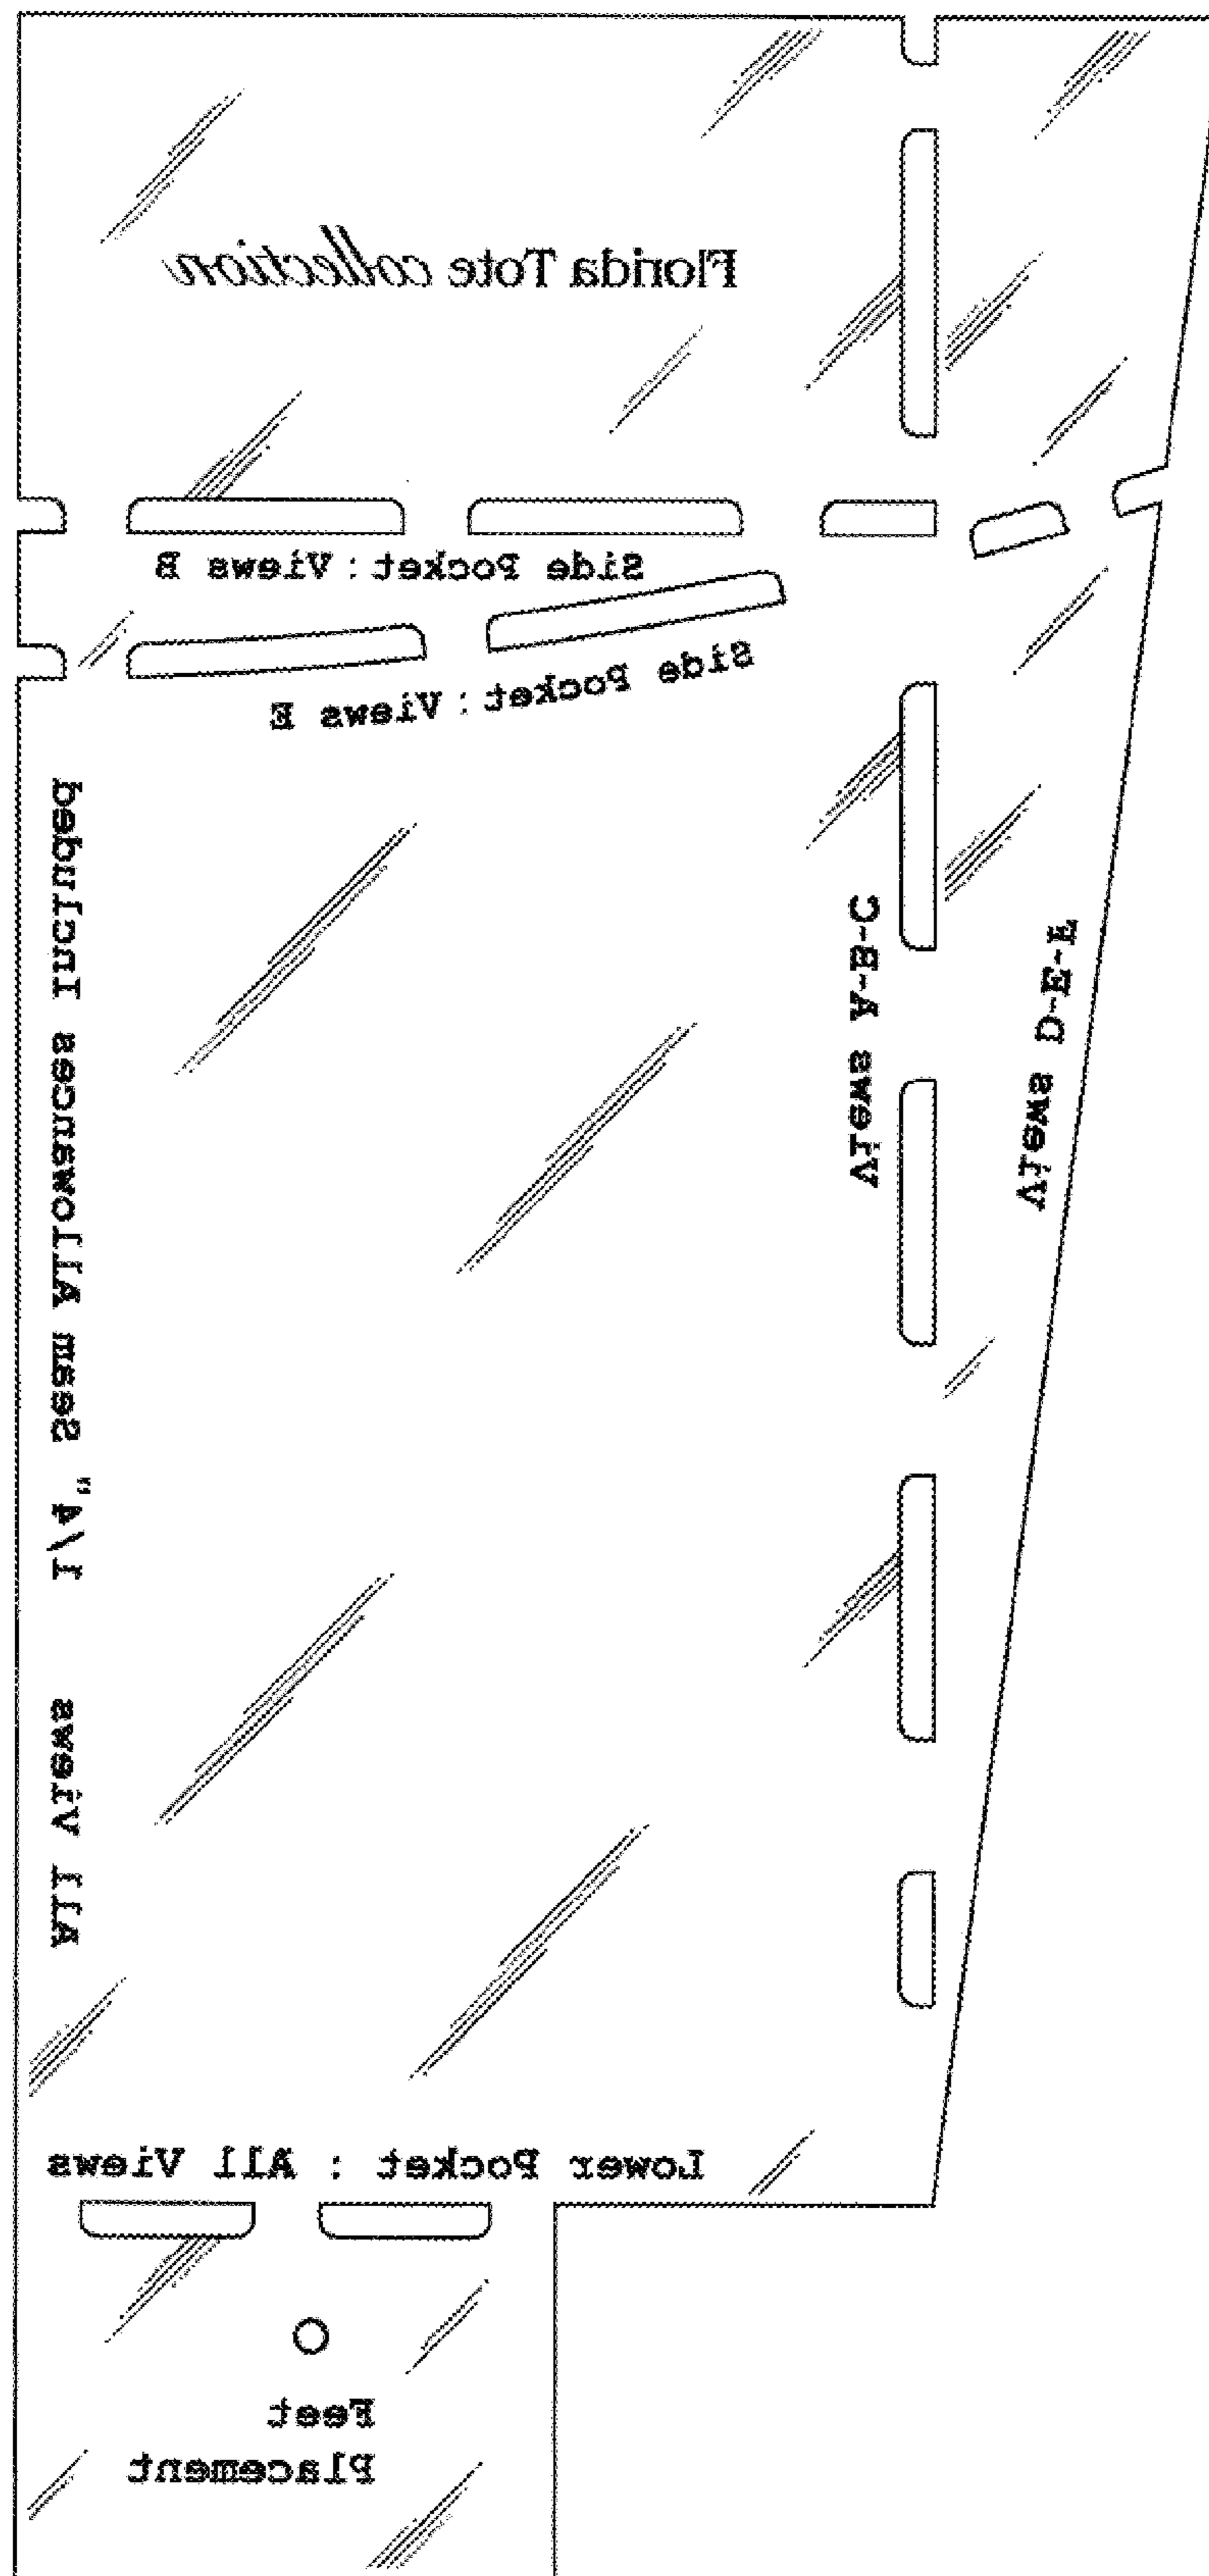 Florida Tote collection
Side Pocket : Views B
Side Pocket : Views E
All Views 1/4" Seam Allowances Included
Views A-B-C
Views D-E-F
Lower Pocket : All Views
Feet
Placement